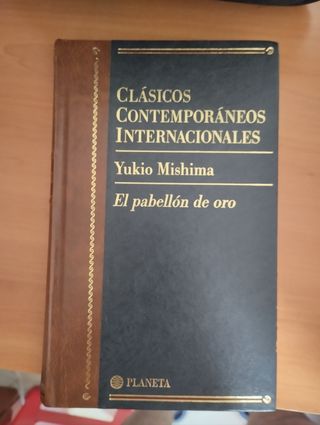 CLÁSICOS
CONTEMPORÁNEOS
INTERNACIONALES
Yukio Mishima
El pabellón de oro
PLANETA